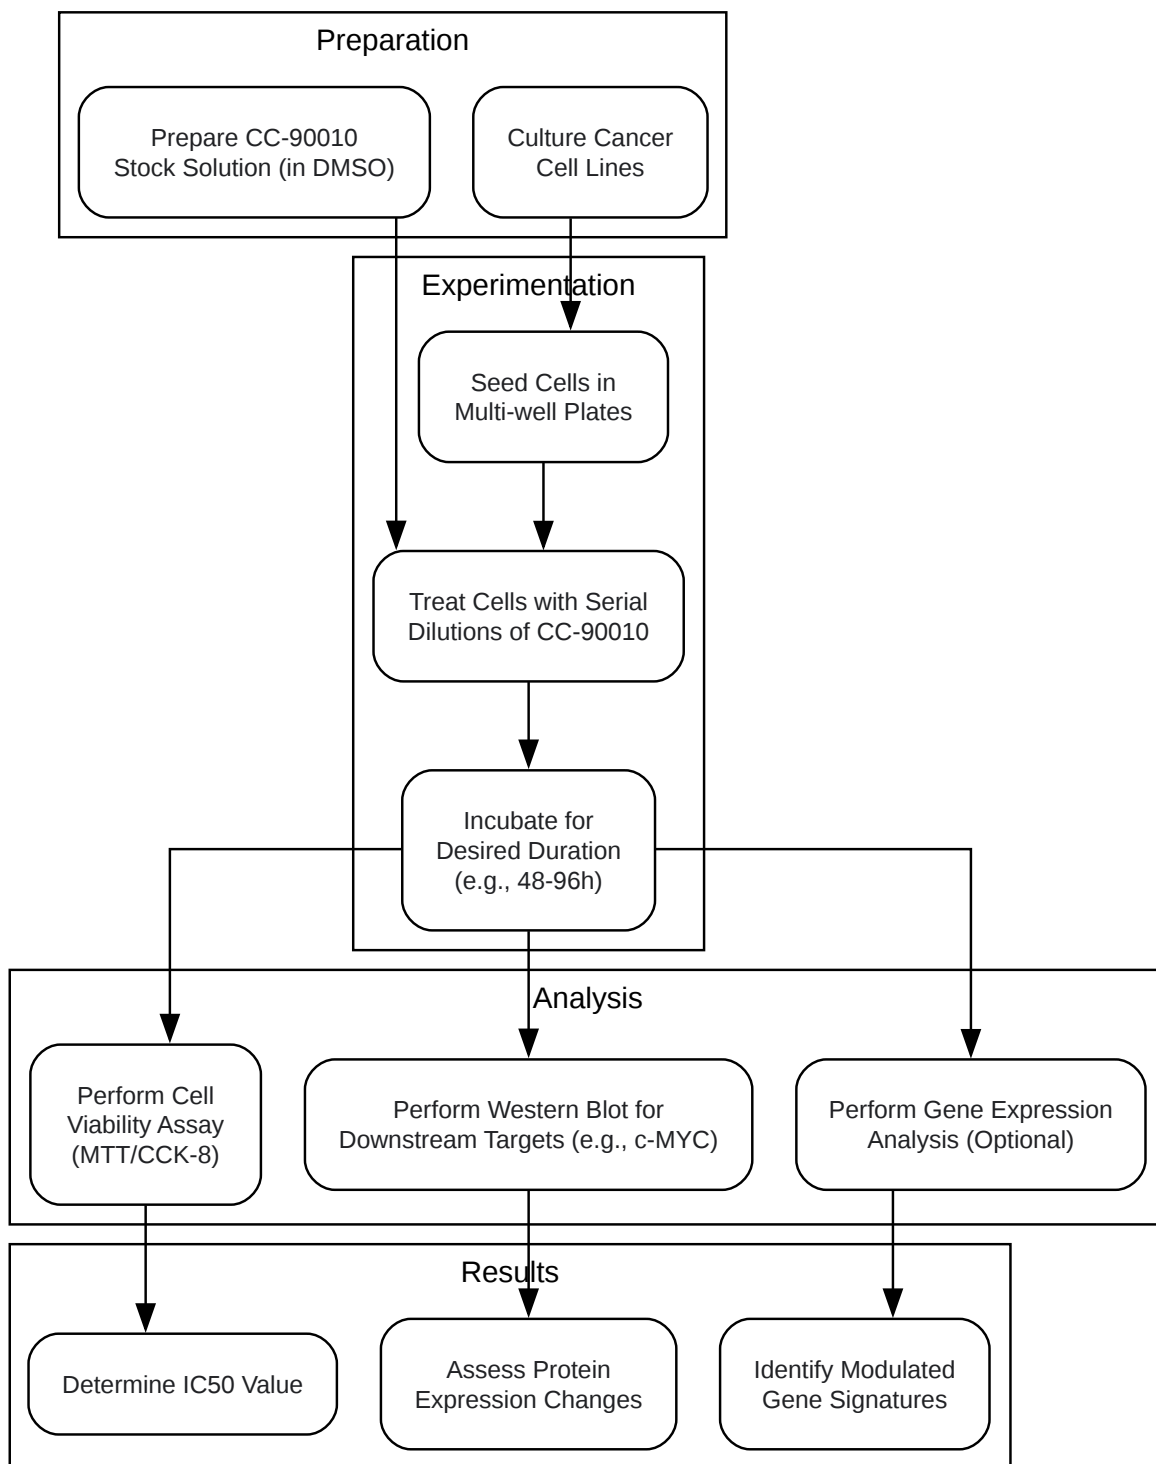 Preparation
Prepare CC-90010
Stock Solution (in DMSO)
Culture Cancer
Cell Lines
Experimentation
Seed Cells in
Multi-well Plates
Treat Cells with Serial
Dilutions of CC-90010
Incubate for
Desired Duration
(e.g., 48-96h)
Analysis
Perform Cell
Viability Assay
(MTT/CCK-8)
Perform Western Blot for
Downstream Targets (e.g., c-MYC)
Perform Gene Expression
Analysis (Optional)
Results
Determine IC50 Value
Assess Protein
Expression Changes
Identify Modulated
Gene Signatures